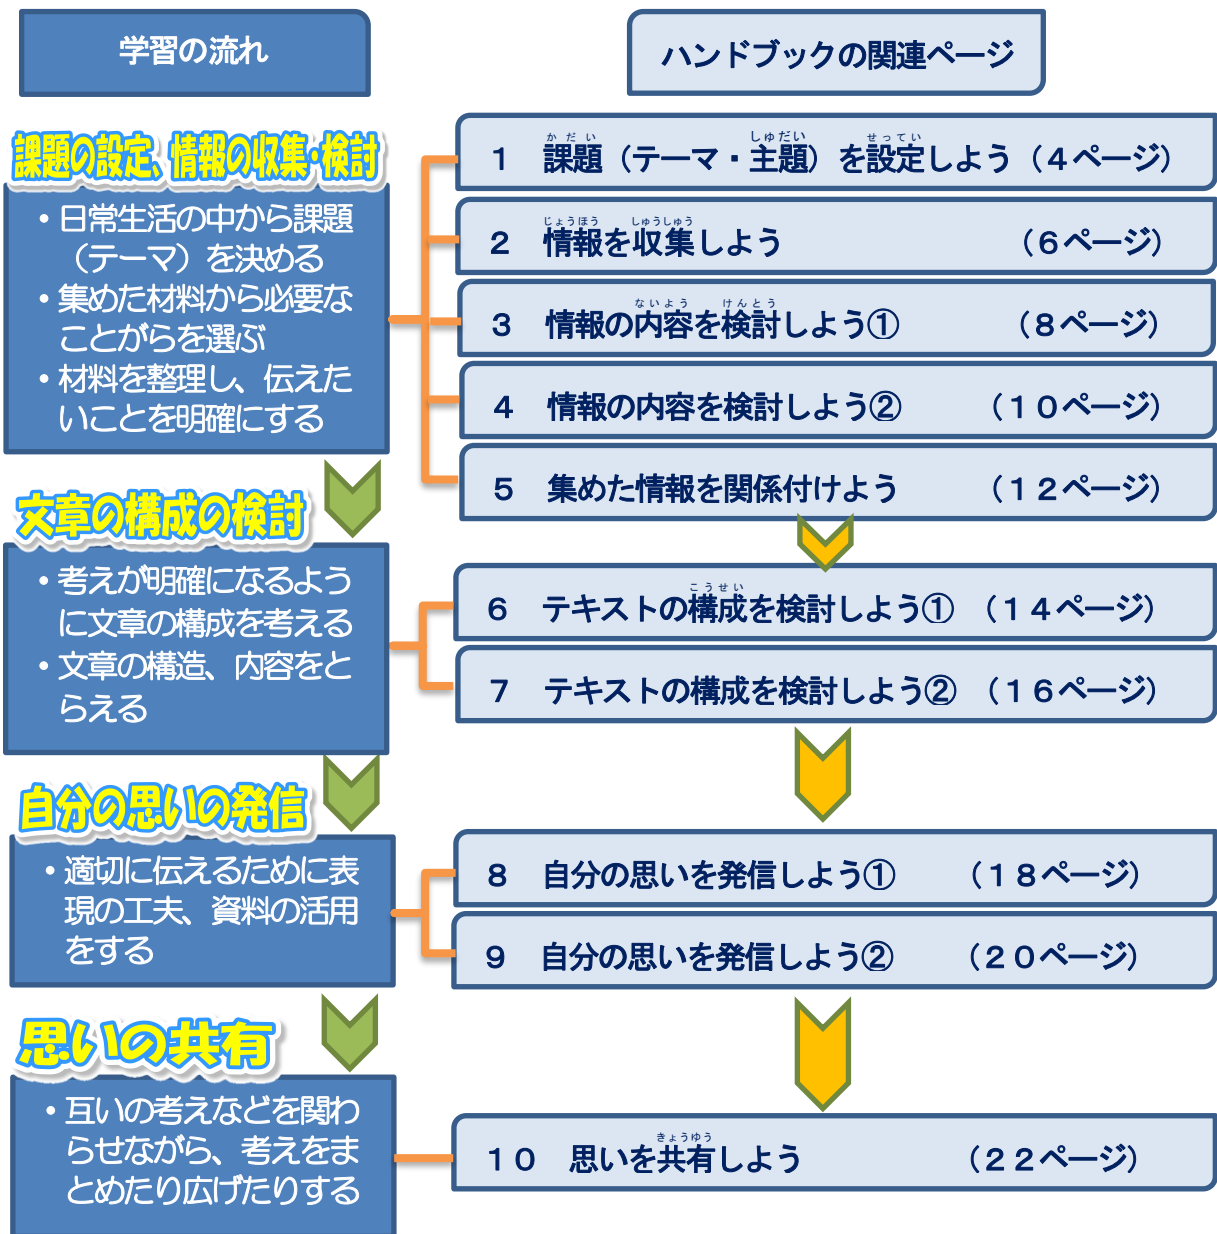 学習の流れ
ハンドブックの関連ページ
課題の設定、情報の収集・検討
・日常生活の中から課題
（テーマ）を決める
・集めた材料から必要な
ことがらを選ぶ
・材料を整理し、伝えた
いことを明確にする
かだい しゅだい せってい
１ 課題（テーマ・主題）を設定しよう（４ページ）
じょうほう しゅうしゅう
２ 情報を収集しよう （６ページ）
ないよう けんとう
３ 情報の内容を検討しよう① （８ページ）
４ 情報の内容を検討しよう② （１０ページ）
５ 集めた情報を関係付けよう （１２ページ）
文章の構成の検討
・考えが明確になるよう
に文章の構成を考える
・文章の構造、内容をと
らえる
こうせい
６ テキストの構成を検討しよう① （１４ページ）
７ テキストの構成を検討しよう② （１６ページ）
自分の思いの発信
・適切に伝えるために表
現の工夫、資料の活用
をする
８ 自分の思いを発信しよう① （１８ページ）
９ 自分の思いを発信しよう② （２０ページ）
思いの共有
・互いの考えなどを関わ
らせながら、考えをま
とめたり広げたりする
きょうゆう
１０ 思いを共有しよう （２２ページ）